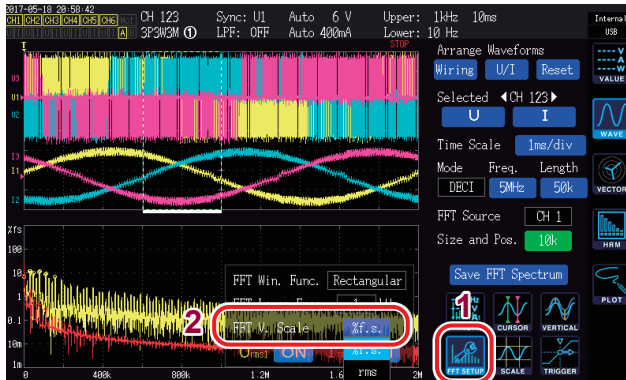 2017-05-18 20:58:42
CH1 CH2 CH3 CH4 CH5 CH6 Mot
CH 123 Sync: U1 Auto 6 V Upper: 1kHz 10ms
U I U I U I U I U I U I A B
3P3W3M ① LPF: OFF Auto 400mA Lower: 10 Hz
Internal
USB
STOP
T
U3
U1
U2
I3
I1
I2
Arrange Waveforms
Wiring U/I Reset
Selected ◀CH 123▶
U I
Time Scale 1ms/div
Mode Freq. Length
DECI 5MHz 50k
FFT Source CH 1
Size and Pos. 10k
Save FFT Spectrum
V
A
W
VALUE
WAVE
VECTOR
HRM
PLOT
CURSOR VERTICAL
FFT SETUP SCALE TRIGGER
1
%fs
100
10
1
0.1
10m
1m
0 400k 800k 1.2M 1.6 2M
FFT Win. Func. Rectangular
2
FFT V. Scale %f.s.
Urms1 ON %f.s.
rms